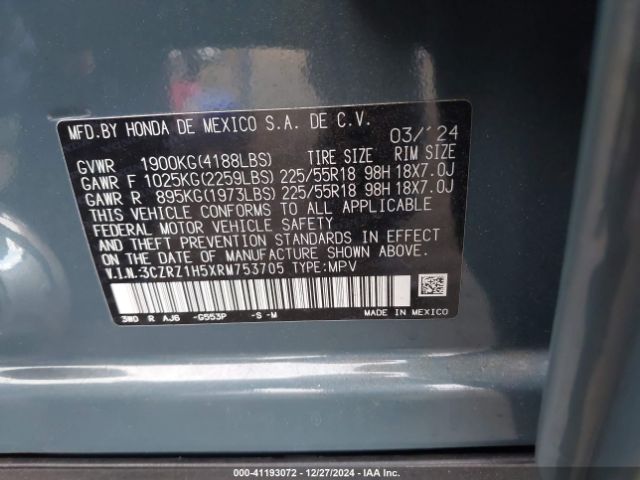 MFD.BY HONDA DE MEXICO S.A. DE C.V.
03/'24
GVWR 1900KG(4188LBS) TIRE SIZE RIM SIZE
GAWR F 1025KG(2259LBS) 225/55R18 98H 18X7.0J
GAWR R 895KG(1973LBS) 225/55R18 98H 18X7.0J
THIS VEHICLE CONFORMS TO ALL APPLICABLE
FEDERAL MOTOR VEHICLE SAFETY
AND THEFT PREVENTION STANDARDS IN EFFECT
ON THE DATE OF MANUFACTURE SHOWN ABOVE.
V.I.N.:3CZRZ1H5XRM753705 TYPE:MPV
3W0 R AJ6 -G553P -S -M
MADE IN MEXICO
000-41193072 - 12/27/2024 - IAA Inc.